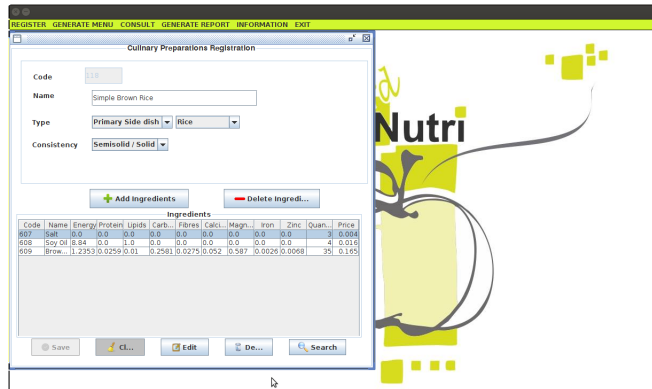 REGISTER GENERATE MENU CONSULT GENERATE REPORT INFORMATION EXIT
Culinary Preparations Registration
Code 118
Name Simple Brown Rice
Type Primary Side dish Rice
Consistency Semisolid / Solid
Nutri
Add Ingredients Delete Ingredi...
Ingredients
Code Name Energy Protein Lipids Carb... Fibres Calci... Magn... Iron Zinc Quan... Price
607 Salt 0.0 0.0 0.0 0.0 0.0 0.0 0.0 0.0 0.0 3 0.004
608 Soy Oil 8.84 0.0 1.0 0.0 0.0 0.0 0.0 0.0 0.0 4 0.016
609 Brow... 1.2353 0.0259 0.01 0.2581 0.0275 0.052 0.587 0.0026 0.0068 35 0.165
Save Cl... Edit De... Search